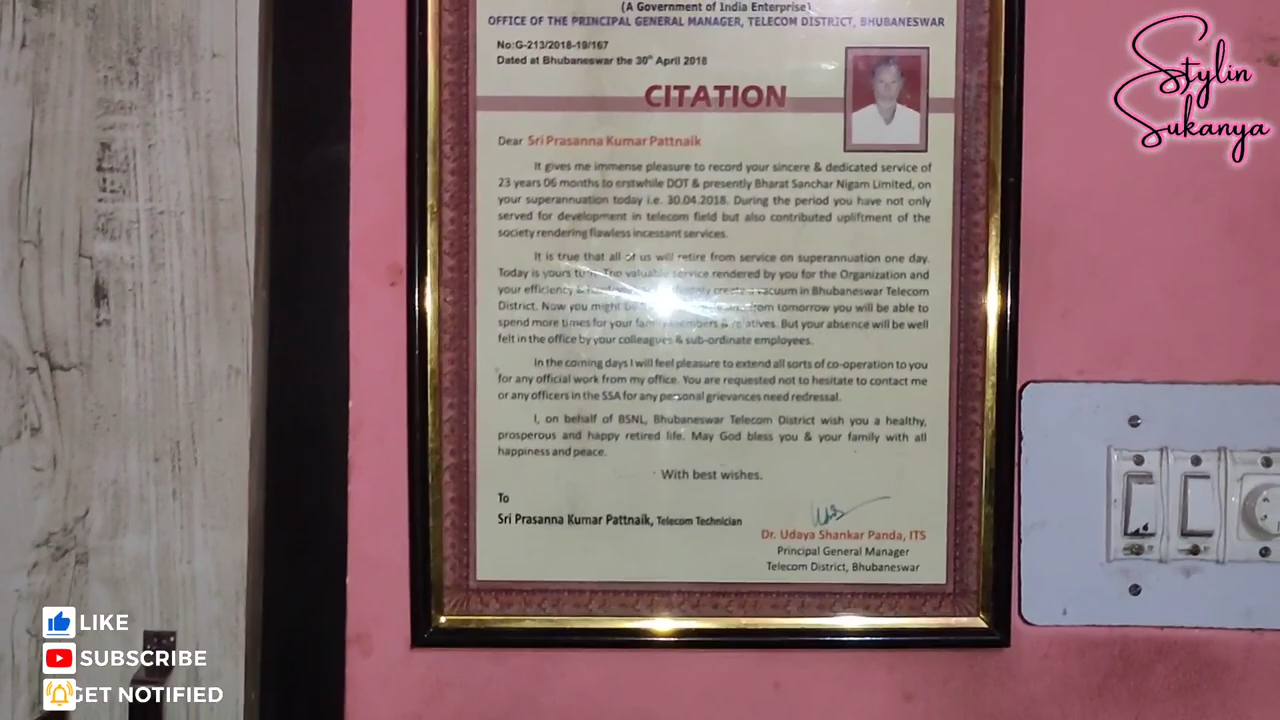 (A Government of India Enterprise)
OFFICE OF THE PRINCIPAL GENERAL MANAGER, TELECOM DISTRICT, BHUBANESWAR
No:G-213/2018-19/167
Dated at Bhubaneswar the 30th April 2018
CITATION
Dear Sri Prasanna Kumar Pattnaik
It gives me immense pleasure to record your sincere & dedicated service of
23 years 06 months to erstwhile DOT & presently Bharat Sanchar Nigam Limited, on
your superannuation today i.e. 30.04.2018. During the period you have not only
served for development in telecom field but also contributed upliftment of the
society rendering flawless incessant services.
It is true that all of us will retire from service on superannuation one day.
Today is yours turn. The valuable service rendered by you for the Organization and
your efficiency & create a vacuum in Bhubaneswar Telecom
District. Now you might be from tomorrow you will be able to
spend more times for your family members & relatives. But your absence will be well
felt in the office by your colleagues & sub-ordinate employees.
In the coming days I will feel pleasure to extend all sorts of co-operation to you
for any official work from my office. You are requested not to hesitate to contact me
or any officers in the SSA for any personal grievances need redressal.
I, on behalf of BSNL, Bhubaneswar Telecom District wish you a healthy,
prosperous and happy retired life. May God bless you & your family with all
happiness and peace.
With best wishes.
To
Sri Prasanna Kumar Pattnaik, Telecom Technician
Dr. Udaya Shankar Panda, ITS
Principal General Manager
Telecom District, Bhubaneswar
Stylin
Sukanya
LIKE
SUBSCRIBE
GET NOTIFIED